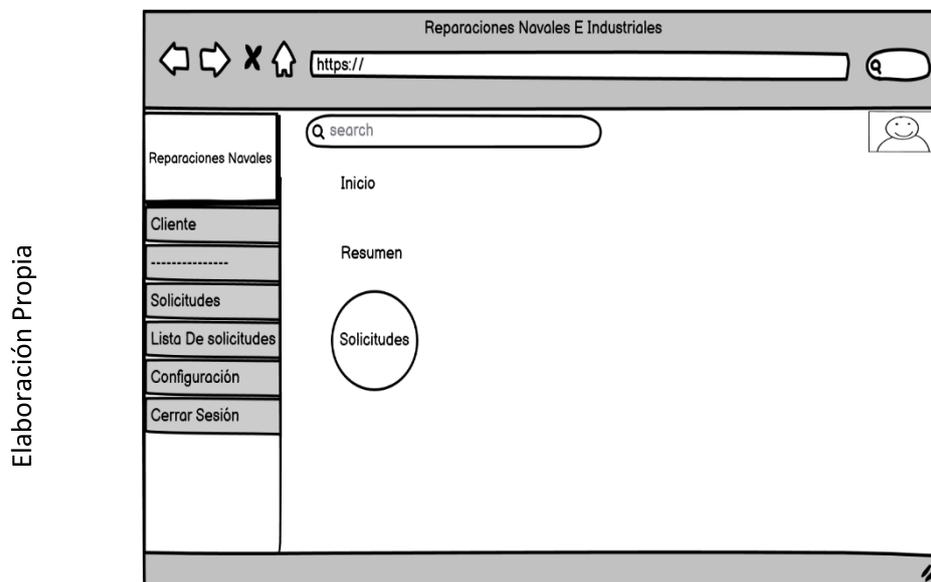 Elaboración Propia
Reparaciones Navales E Industriales
https://
search
Reparaciones Navales
Inicio
Cliente
---------------
Resumen
Solicitudes
Lista De solicitudes
Solicitudes
Configuración
Cerrar Sesión